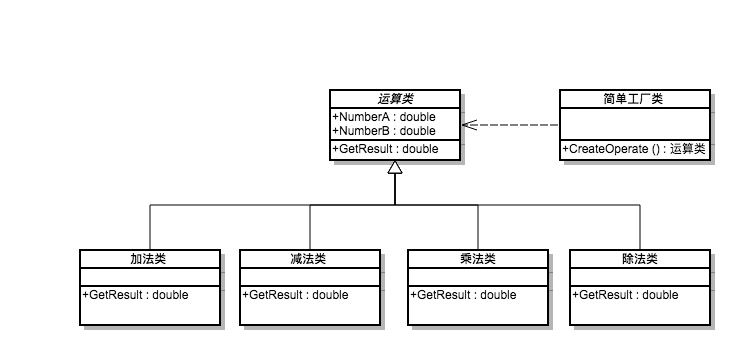 运算类
+NumberA : double
+NumberB : double
+GetResult : double
简单工厂类
+CreateOperate () : 运算类
加法类
+GetResult : double
减法类
+GetResult : double
乘法类
+GetResult : double
除法类
+GetResult : double